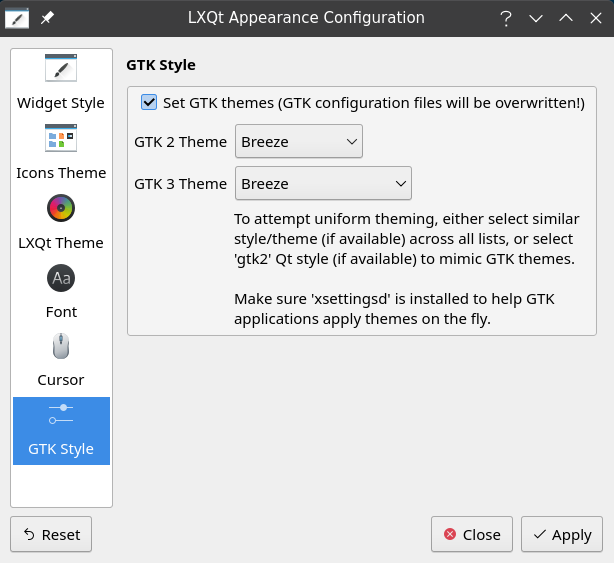 LXQt Appearance Configuration
?
Widget Style
Icons Theme
LXQt Theme
Aa
Font
Cursor
GTK Style
GTK Style
Set GTK themes (GTK configuration files will be overwritten!)
GTK 2 Theme Breeze
GTK 3 Theme Breeze
To attempt uniform theming, either select similar
style/theme (if available) across all lists, or select
'gtk2' Qt style (if available) to mimic GTK themes.
Make sure 'xsettingsd' is installed to help GTK
applications apply themes on the fly.
Reset
Close
Apply